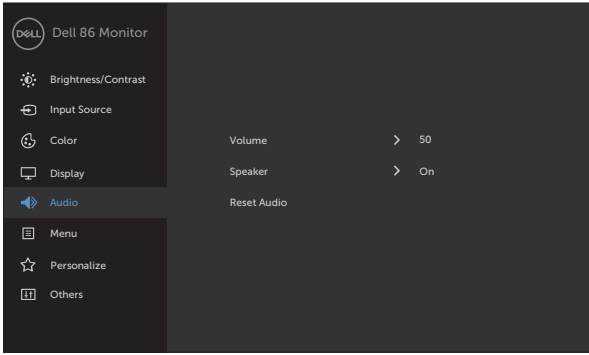 DELL Dell 86 Monitor
Brightness/Contrast
Input Source
Color
Display
Audio
Menu
Personalize
Others
Volume 50
Speaker On
Reset Audio